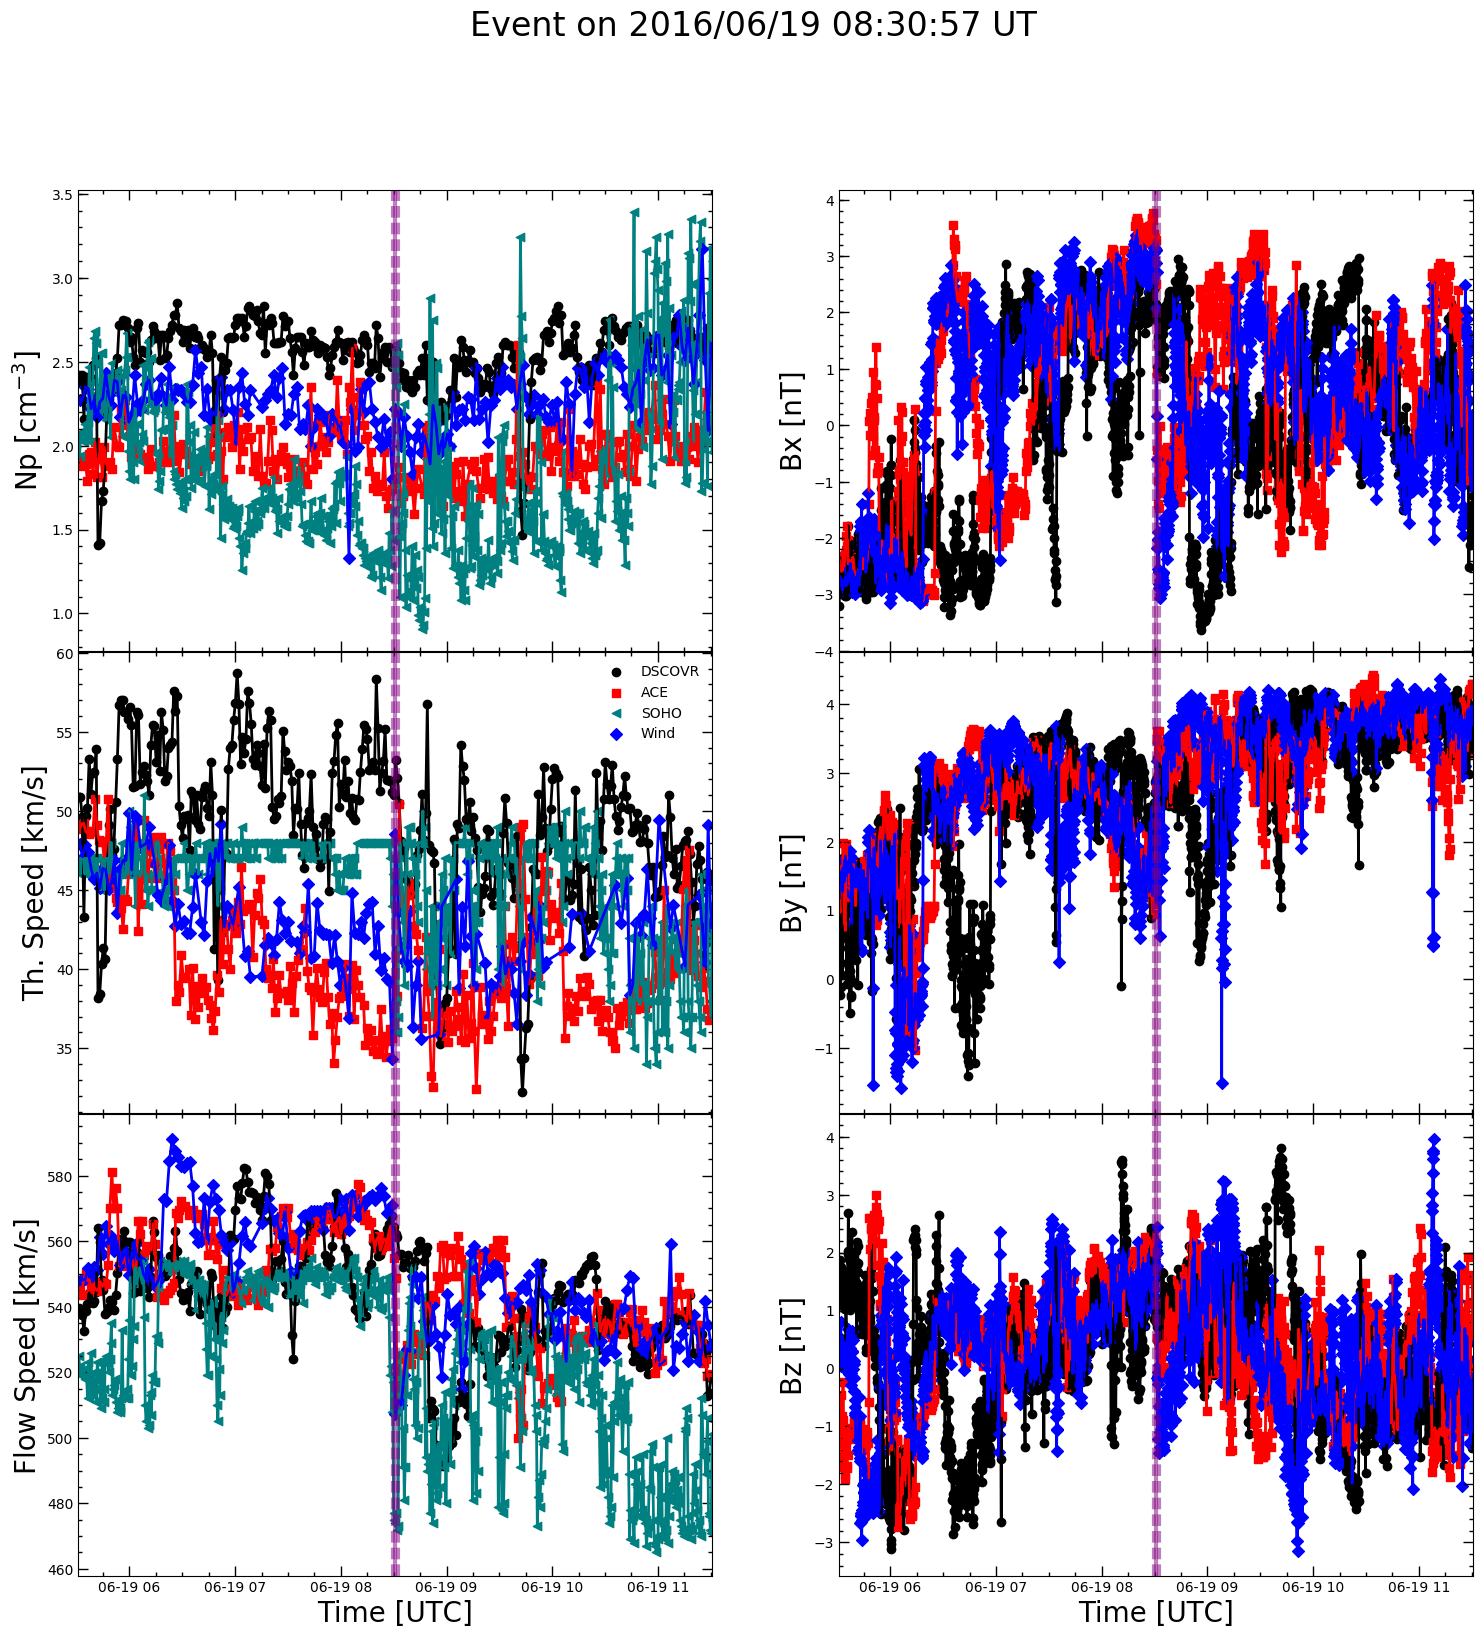 Event on 2016/06/19 08:30:57 UT
Np [cm⁻³]
3.5
3.0
2.5
2.0
1.5
1.0
Bx [nT]
4
3
2
1
0
−1
−2
−3
−4
Th. Speed [km/s]
60
55
50
45
40
35
DSCOVR
ACE
SOHO
Wind
By [nT]
4
3
2
1
0
−1
Flow Speed [km/s]
580
560
540
520
500
480
460
Bz [nT]
4
3
2
1
0
−1
−2
−3
06-19 06 06-19 07 06-19 08 06-19 09 06-19 10 06-19 11
Time [UTC]
06-19 06 06-19 07 06-19 08 06-19 09 06-19 10 06-19 11
Time [UTC]